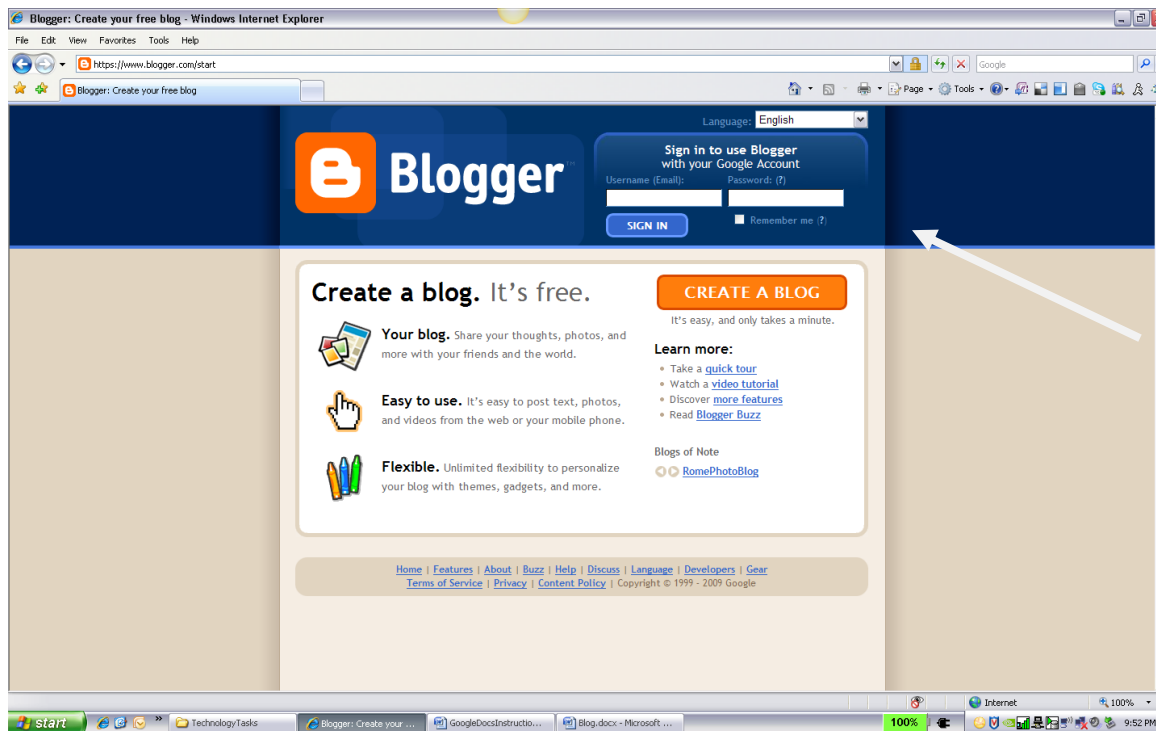 Blogger: Create your free blog - Windows Internet Explorer
File Edit View Favorites Tools Help
https://www.blogger.com/start
Google
Blogger: Create your free blog
Page Tools
Language: English
Blogger™
Sign in to use Blogger
with your Google Account
Username (Email): Password: (?)
SIGN IN
Remember me (?)
Create a blog. It's free.
Your blog. Share your thoughts, photos, and
more with your friends and the world.
Easy to use. It's easy to post text, photos,
and videos from the web or your mobile phone.
Flexible. Unlimited flexibility to personalize
your blog with themes, gadgets, and more.
CREATE A BLOG
It's easy, and only takes a minute.
Learn more:
Take a quick tour
Watch a video tutorial
Discover more features
Read Blogger Buzz
Blogs of Note
RomePhotoBlog
Home | Features | About | Buzz | Help | Discuss | Language | Developers | Gear
Terms of Service | Privacy | Content Policy | Copyright © 1999 - 2009 Google
Internet 100%
start
TechnologyTasks
Blogger: Create your ...
GoogleDocsInstructio...
Blog.docx - Microsoft ...
100%
9:52 PM